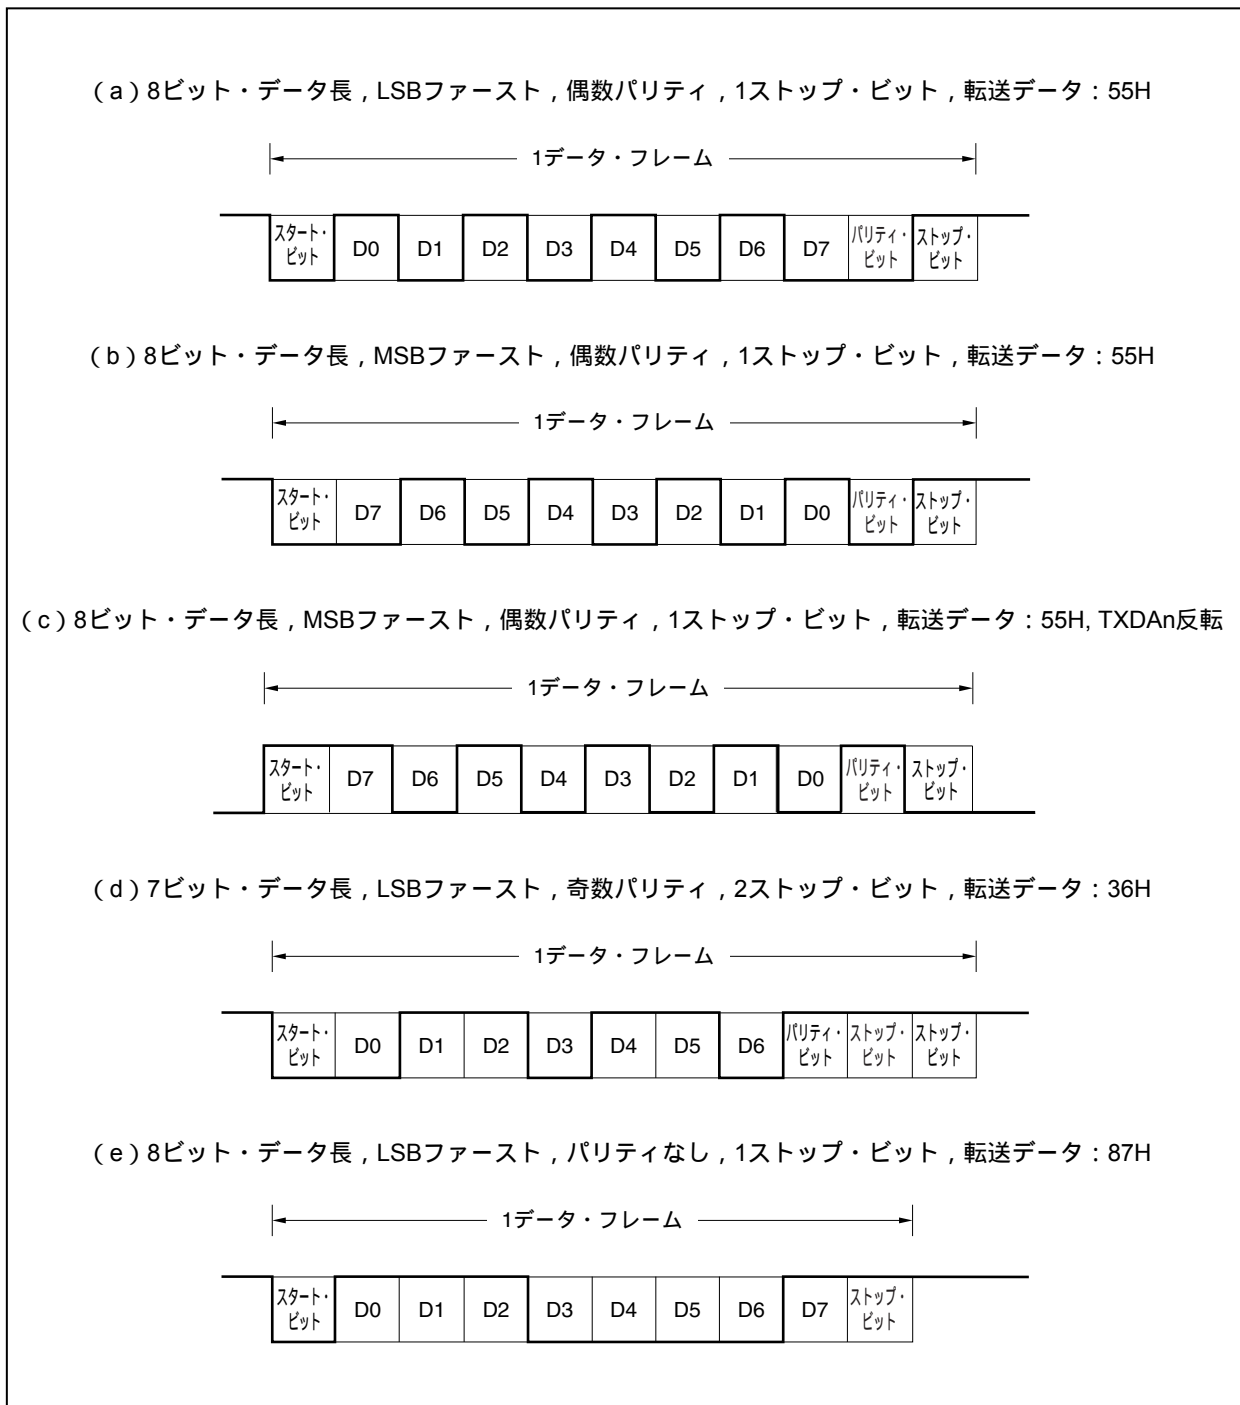 （a）8ビット・データ長，LSBファースト，偶数パリティ，1ストップ・ビット，転送データ：55H
1データ・フレーム
スタート・ビット D0 D1 D2 D3 D4 D5 D6 D7 パリティ・ビット ストップ・ビット
（b）8ビット・データ長，MSBファースト，偶数パリティ，1ストップ・ビット，転送データ：55H
1データ・フレーム
スタート・ビット D7 D6 D5 D4 D3 D2 D1 D0 パリティ・ビット ストップ・ビット
（c）8ビット・データ長，MSBファースト，偶数パリティ，1ストップ・ビット，転送データ：55H, TXDAn反転
1データ・フレーム
スタート・ビット D7 D6 D5 D4 D3 D2 D1 D0 パリティ・ビット ストップ・ビット
（d）7ビット・データ長，LSBファースト，奇数パリティ，2ストップ・ビット，転送データ：36H
1データ・フレーム
スタート・ビット D0 D1 D2 D3 D4 D5 D6 パリティ・ビット ストップ・ビット ストップ・ビット
（e）8ビット・データ長，LSBファースト，パリティなし，1ストップ・ビット，転送データ：87H
1データ・フレーム
スタート・ビット D0 D1 D2 D3 D4 D5 D6 D7 ストップ・ビット